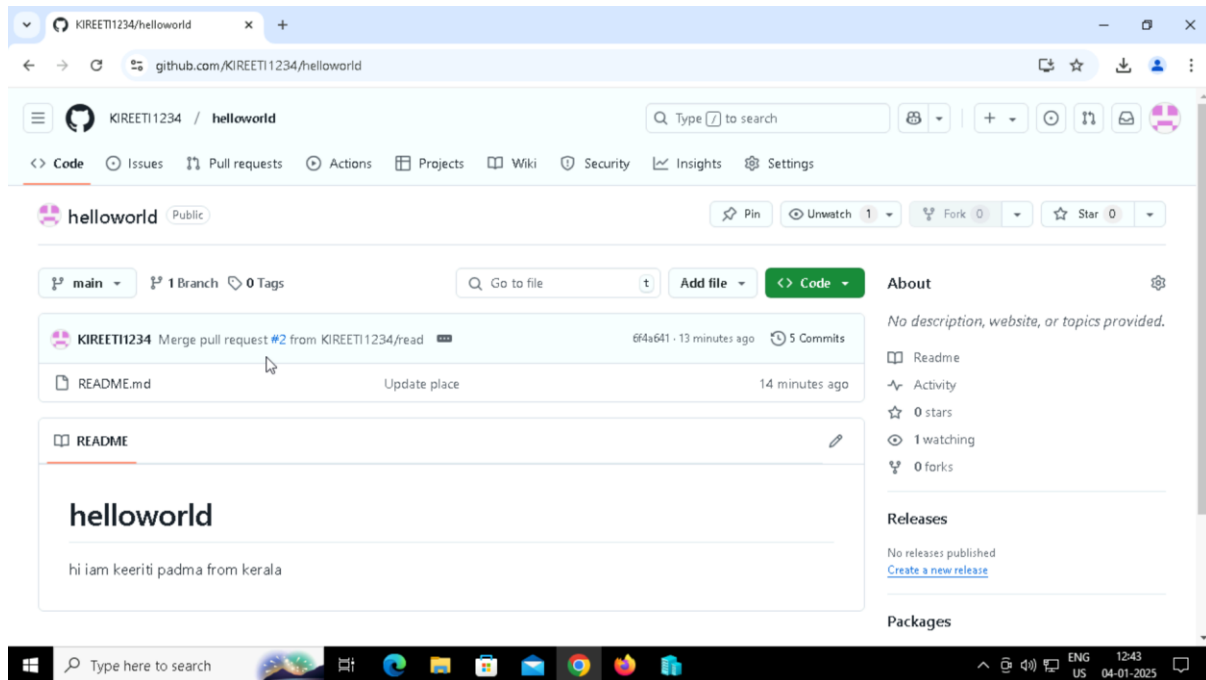 KIREETI1234/helloworld
github.com/KIREETI1234/helloworld
KIREETI1234 / helloworld
Type / to search
Code Issues Pull requests Actions Projects Wiki Security Insights Settings
helloworld Public
Pin Unwatch 1 Fork 0 Star 0
main 1 Branch 0 Tags Go to file t Add file Code
KIREETI1234 Merge pull request #2 from KIREETI1234/read 6f4a641 · 13 minutes ago 5 Commits
README.md Update place 14 minutes ago
README
helloworld
hi iam keeriti padma from kerala
About
No description, website, or topics provided.
Readme
Activity
0 stars
1 watching
0 forks
Releases
No releases published
Create a new release
Packages
Type here to search
ENG
US
12:43
04-01-2025